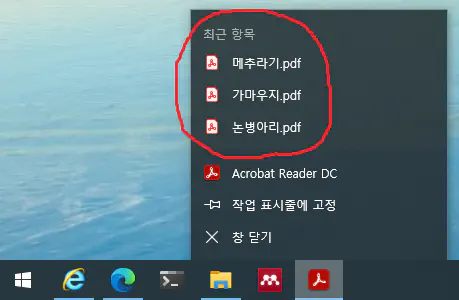 최근 항목
메추라기.pdf
가마우지.pdf
논병아리.pdf
Acrobat Reader DC
작업 표시줄에 고정
창 닫기